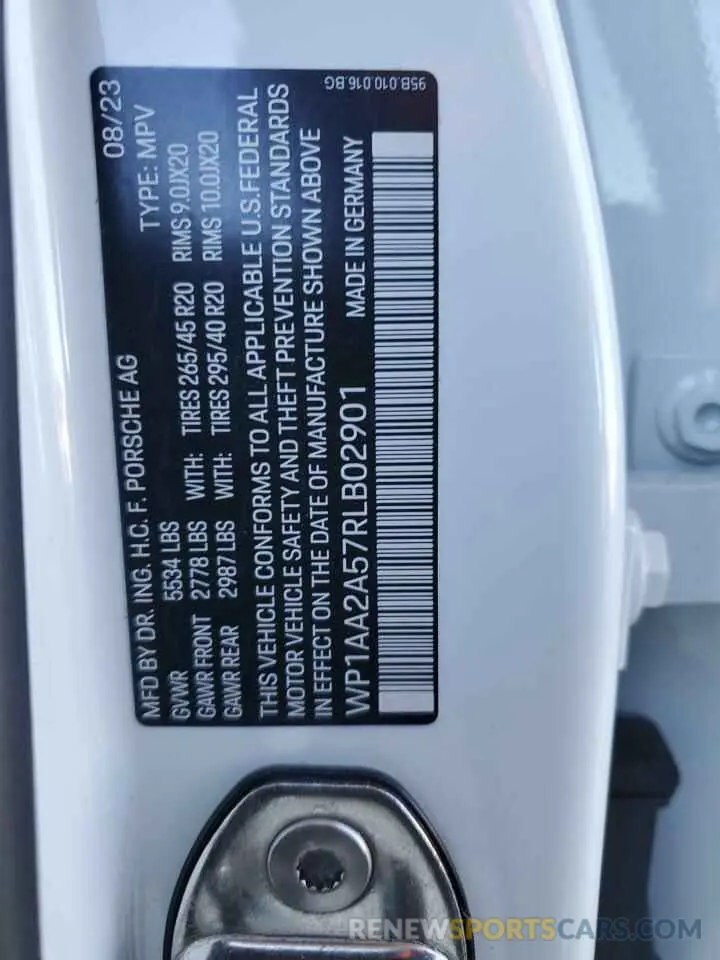 MFD BY DR. ING. H.C. F. PORSCHE AG 08/23
GVWR 5534 LBS TYPE: MPV
GAWR FRONT 2778 LBS WITH: TIRES 265/45 R20 RIMS 9.0JX20
GAWR REAR 2987 LBS WITH: TIRES 295/40 R20 RIMS 10.0JX20
THIS VEHICLE CONFORMS TO ALL APPLICABLE U.S.FEDERAL
MOTOR VEHICLE SAFETY AND THEFT PREVENTION STANDARDS
IN EFFECT ON THE DATE OF MANUFACTURE SHOWN ABOVE
WP1AA2A57RLB02901 MADE IN GERMANY
95B.010.016.BG
RENEWSPORTSCARS.COM